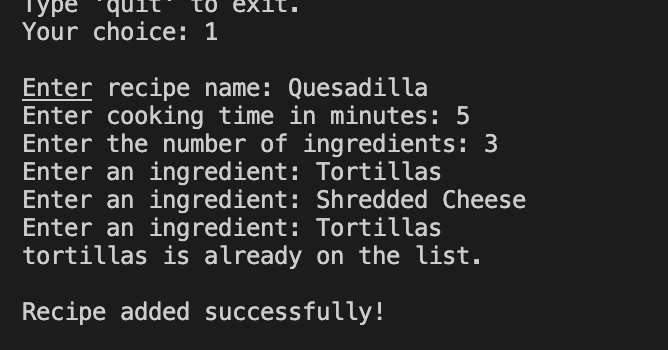 Type 'quit' to exit.
Your choice: 1
Enter recipe name: Quesadilla
Enter cooking time in minutes: 5
Enter the number of ingredients: 3
Enter an ingredient: Tortillas
Enter an ingredient: Shredded Cheese
Enter an ingredient: Tortillas
tortillas is already on the list.
Recipe added successfully!